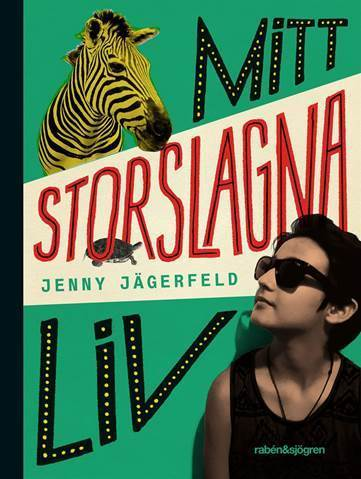 MITT
STORSLAGNA
JENNY JÄGERFELD
LIV
rabén&sjögren